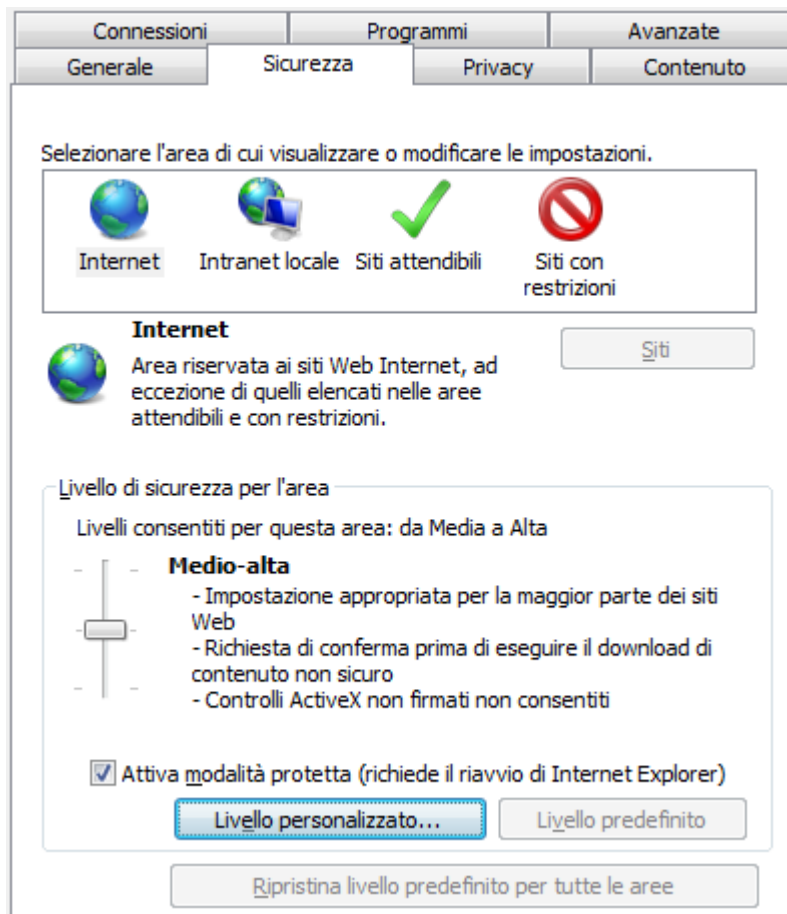 Connessioni Programmi Avanzate
Generale Sicurezza Privacy Contenuto
Selezionare l'area di cui visualizzare o modificare le impostazioni.
Internet Intranet locale Siti attendibili Siti con
restrizioni
Internet
Siti
Area riservata ai siti Web Internet, ad
eccezione di quelli elencati nelle aree
attendibili e con restrizioni.
Livello di sicurezza per l'area
Livelli consentiti per questa area: da Media a Alta
Medio-alta
- Impostazione appropriata per la maggior parte dei siti
Web
- Richiesta di conferma prima di eseguire il download di
contenuto non sicuro
- Controlli ActiveX non firmati non consentiti
Attiva modalità protetta (richiede il riavvio di Internet Explorer)
Livello personalizzato... Livello predefinito
Ripristina livello predefinito per tutte le aree